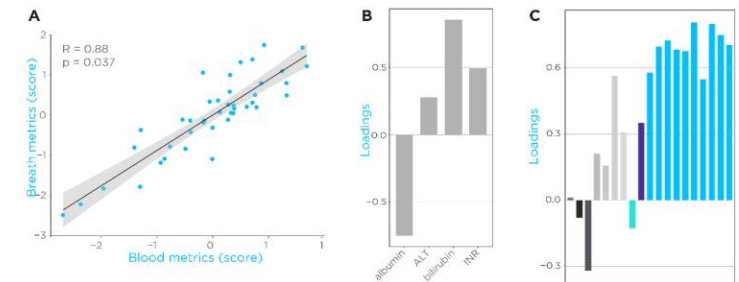 A
R = 0.88
p = 0.037
2
1
0
−1
−2
−3
Breath metrics (score)
−2
−1
0
1
1
Blood metrics (score)
B
Loadings
0.5
0.0
−0.5
albumin
ALT
bilirubin
INR
C
Loadings
0.6
0.3
0.0
−0.3